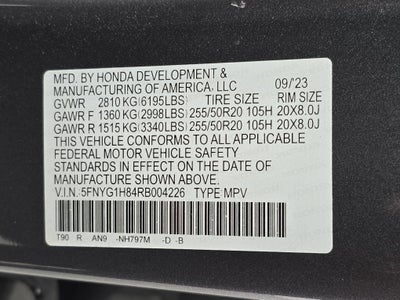 MFD. BY HONDA DEVELOPMENT &
MANUFACTURING OF AMERICA, LLC 09/'23
GVWR 2810 KG(6195LBS) TIRE SIZE RIM SIZE
GAWR F 1360 KG(2998LBS) 255/50R20 105H 20X8.0J
GAWR R 1515 KG(3340LBS) 255/50R20 105H 20X8.0J
THIS VEHICLE CONFORMS TO ALL APPLICABLE
FEDERAL MOTOR VEHICLE SAFETY
STANDARDS IN EFFECT ON THE DATE OF
MANUFACTURE SHOWN ABOVE.
V.I.N. 5FNYG1H84RB004226 TYPE MPV
T90 R AN9 -NH797M -D -B